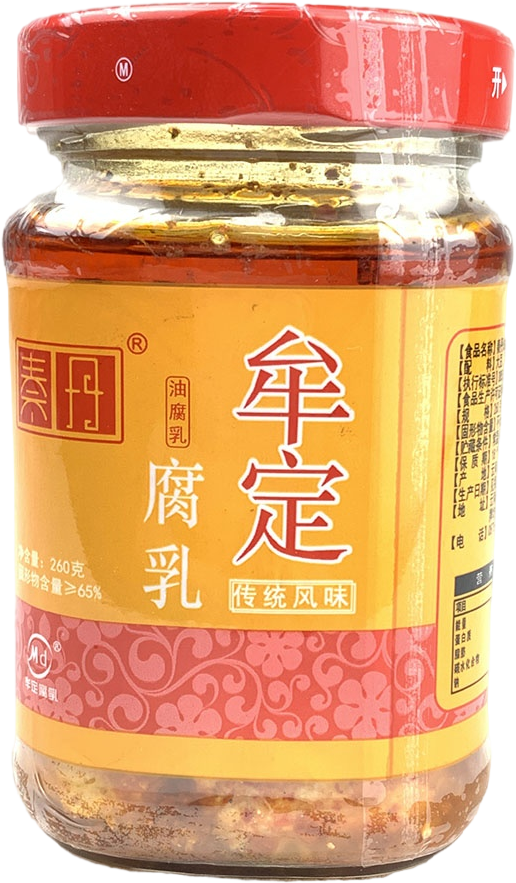 M
开
秦丹®
油腐乳
牟定
腐乳
传统风味
净含量：260克
固形物含量≥65%
Md®
牟定腐乳
【食品名称】
【配 料】
【执行标准号】
【食品生产许可
【规 格】
【固形物含量】
【贮藏条件】
【保 质 期】
【产 地】
【生产日期】
【地 址】
【电 话】
营
项目
能量
蛋白质
脂肪
碳水化合物
钠